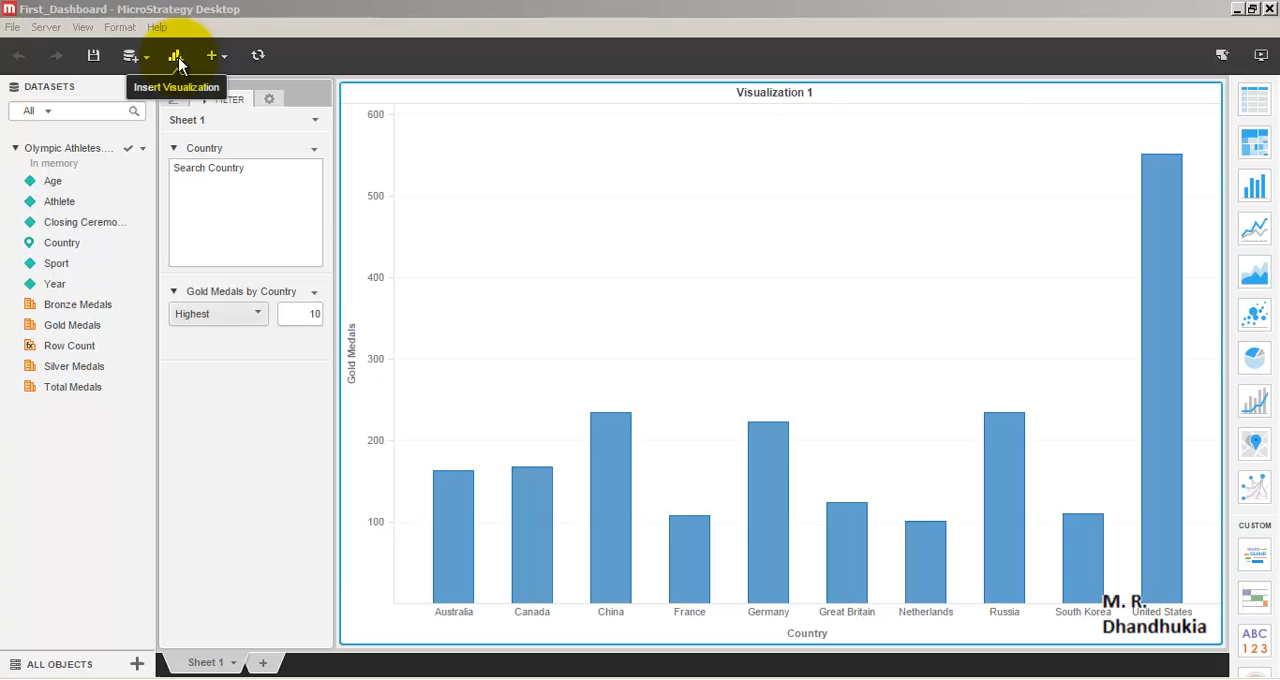 First_Dashboard - MicroStrategy Desktop
File Server View Format Help
Insert Visualization
DATASETS
All
Olympic Athletes....
In memory
Age
Athlete
Closing Ceremo...
Country
Sport
Year
Bronze Medals
Gold Medals
fx Row Count
Silver Medals
Total Medals
ALL OBJECTS
Sheet 1
Country
Search Country
Gold Medals by Country
Highest 10
Visualization 1
600
500
400
300
200
100
Gold Medals
Australia Canada China France Germany Great Britain Netherlands Russia South Korea United States
Country
M. R.
Dhandhukia
Sheet 1
CUSTOM
WORD
CLOUD
ABC
123